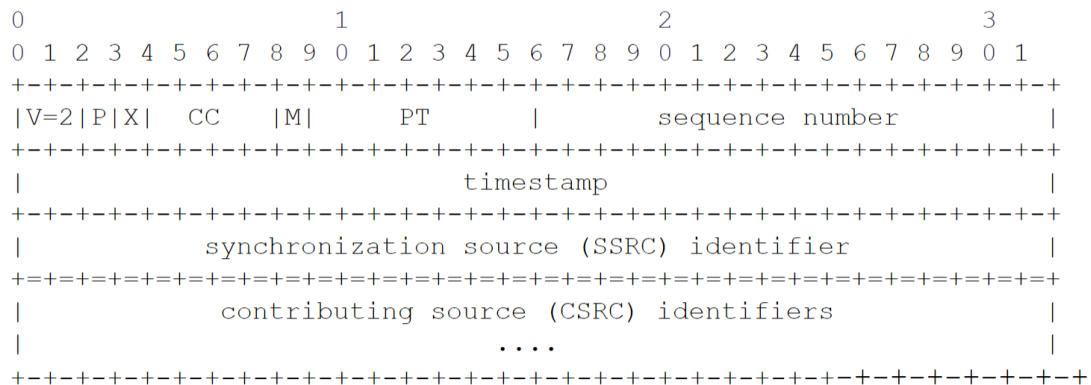 0                   1                   2                   3
0 1 2 3 4 5 6 7 8 9 0 1 2 3 4 5 6 7 8 9 0 1 2 3 4 5 6 7 8 9 0 1
+-+-+-+-+-+-+-+-+-+-+-+-+-+-+-+-+-+-+-+-+-+-+-+-+-+-+-+-+-+-+-+-+
|V=2|P|X|  CC   |M|     PT      |       sequence number         |
+-+-+-+-+-+-+-+-+-+-+-+-+-+-+-+-+-+-+-+-+-+-+-+-+-+-+-+-+-+-+-+-+
|                           timestamp                           |
+-+-+-+-+-+-+-+-+-+-+-+-+-+-+-+-+-+-+-+-+-+-+-+-+-+-+-+-+-+-+-+-+
|           synchronization source (SSRC) identifier            |
+=+=+=+=+=+=+=+=+=+=+=+=+=+=+=+=+=+=+=+=+=+=+=+=+=+=+=+=+=+=+=+=+
|            contributing source (CSRC) identifiers             |
|                             ....                              |
+-+-+-+-+-+-+-+-+-+-+-+-+-+-+-+-+-+-+-+-+-+-+-+-+-+-+-+-+-+-+-+-+